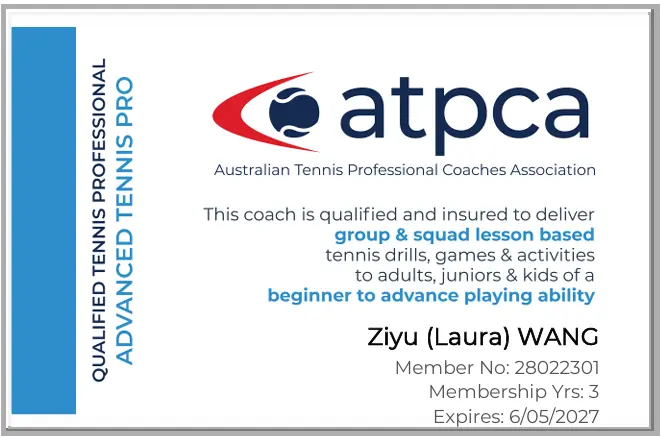 QUALIFIED TENNIS PROFESSIONAL
ADVANCED TENNIS PRO
atpca
Australian Tennis Professional Coaches Association
This coach is qualified and insured to deliver
group & squad lesson based
tennis drills, games & activities
to adults, juniors & kids of a
beginner to advance playing ability
Ziyu (Laura) WANG
Member No: 28022301
Membership Yrs: 3
Expires: 6/05/2027